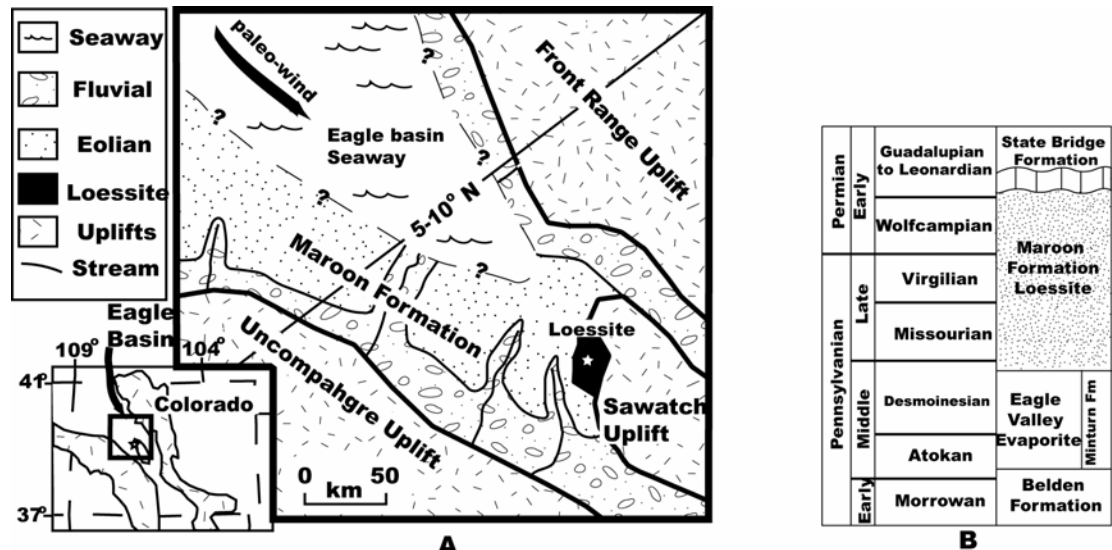 Seaway
Fluvial
Eolian
Loessite
Uplifts
Stream
paleo-wind
?
?
?
?
?
Eagle basin
Seaway
Front Range Uplift
5-10° N
Maroon Formation
Uncompahgre Uplift
Loessite
Sawatch
Uplift
0 50
km
Eagle
Basin
109° 104°
41°
Colorado
37°
A
Permian
Early
Guadalupian
to Leonardian
State Bridge
Formation
Wolfcampian
Maroon
Formation
Loessite
Pennsylvanian
Late
Virgilian
Missourian
Middle
Desmoinesian
Atokan
Eagle
Valley
Evaporite
Minturn Fm
Early
Morrowan
Belden
Formation
B